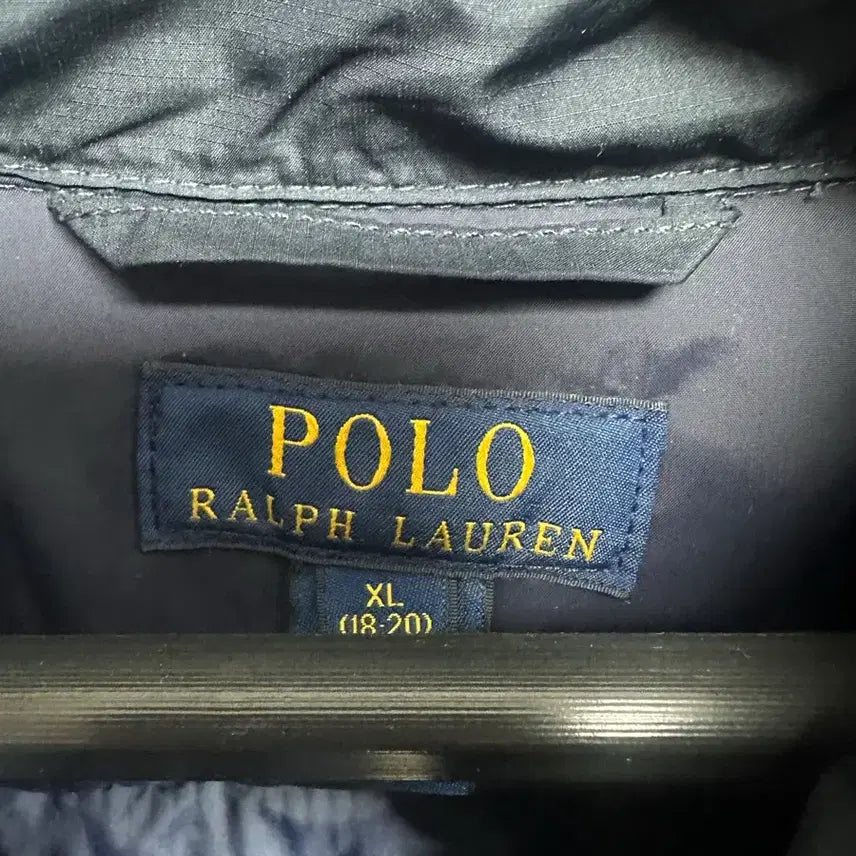 POLO
RALPH LAUREN
XL
(18-20)